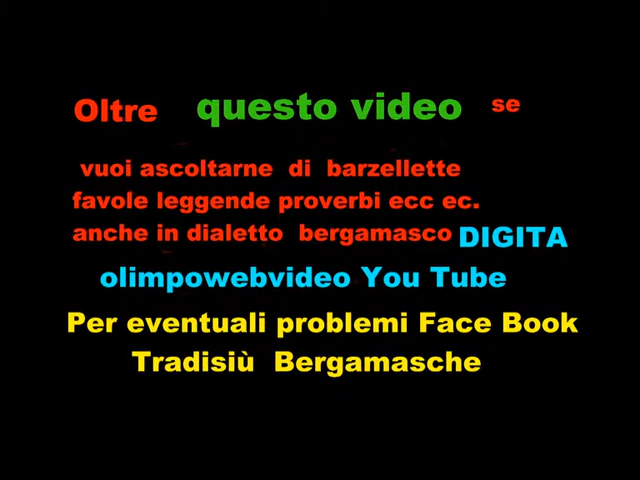 Oltre questo video se
vuoi ascoltarne di barzellette
favole leggende proverbi ecc ec.
anche in dialetto bergamasco DIGITA
olimpowebvideo You Tube
Per eventuali problemi Face Book
Tradisiù Bergamasche